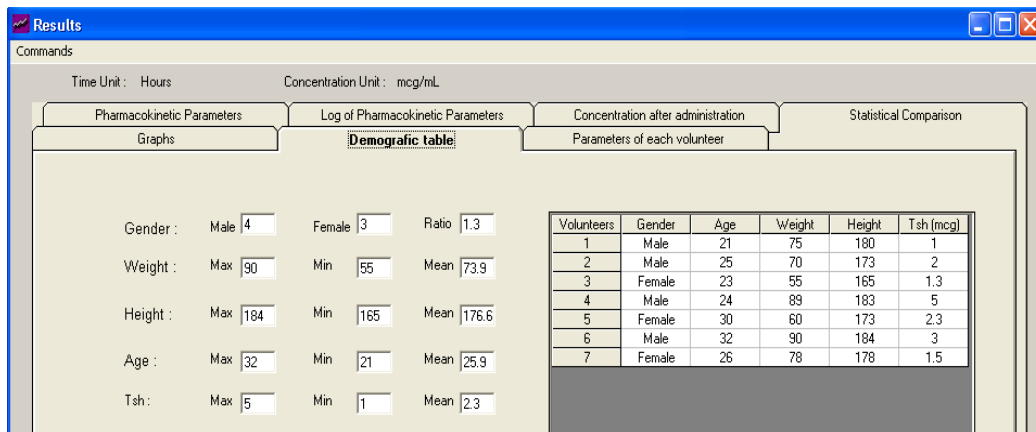 Results
Commands
Time Unit : Hours Concentration Unit : mcg/mL
Pharmacokinetic Parameters Log of Pharmacokinetic Parameters Concentration after administration Statistical Comparison
Graphs Demografic table Parameters of each volunteer
Gender : Male 4 Female 3 Ratio 1.3
Weight : Max 90 Min 55 Mean 73.9
Height : Max 184 Min 165 Mean 176.6
Age : Max 32 Min 21 Mean 25.9
Tsh : Max 5 Min 1 Mean 2.3
Volunteers Gender Age Weight Height Tsh (mcg)
1 Male 21 75 180 1
2 Male 25 70 173 2
3 Female 23 55 165 1.3
4 Male 24 89 183 5
5 Female 30 60 173 2.3
6 Male 32 90 184 3
7 Female 26 78 178 1.5